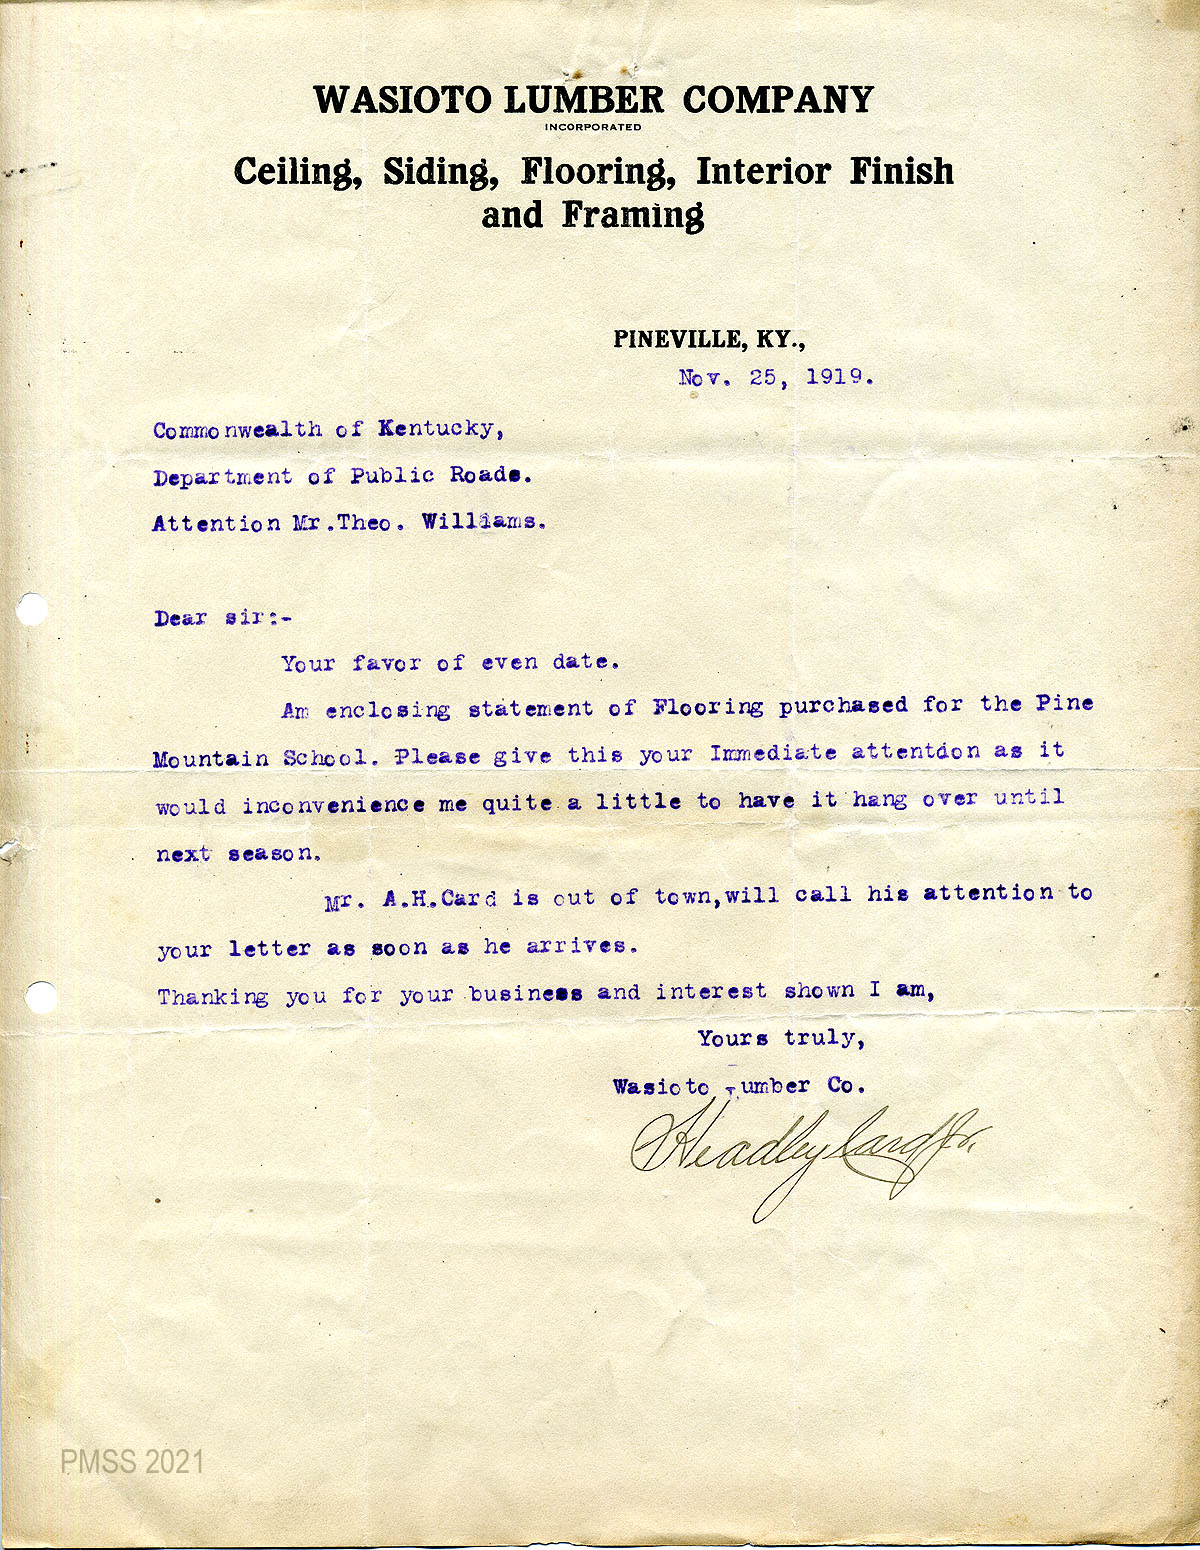 WASIOTO LUMBER COMPANY
INCORPORATED
Ceiling, Siding, Flooring, Interior Finish
and Framing
PINEVILLE, KY.,
Nov. 25, 1919.
Commonwealth of Kentucky,
Department of Public Roads.
Attention Mr.Theo. Williams.
Dear sir:-
Your favor of even date.
Am enclosing statement of Flooring purchased for the Pine
Mountain School. Please give this your Immediate attention as it
would inconvenience me quite a little to have it hang over until
next season.
Mr. A.H.Card is out of town,will call his attention to
your letter as soon as he arrives.
Thanking you for your business and interest shown I am,
Yours truly,
Wasioto Lumber Co.
Headley Card Jr.
PMSS 2021